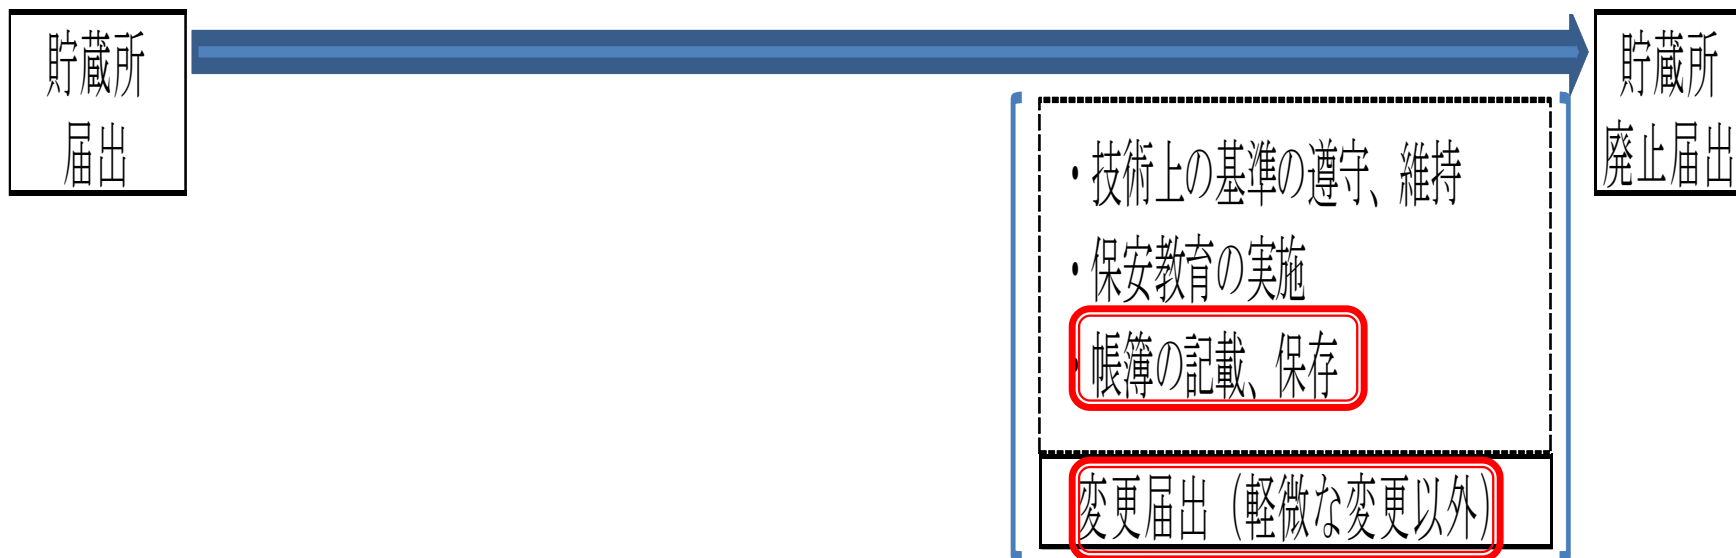 貯蔵所
届出
・技術上の基準の遵守、維持
・保安教育の実施
・帳簿の記載、保存
変更届出（軽微な変更以外）
貯蔵所
廃止届出